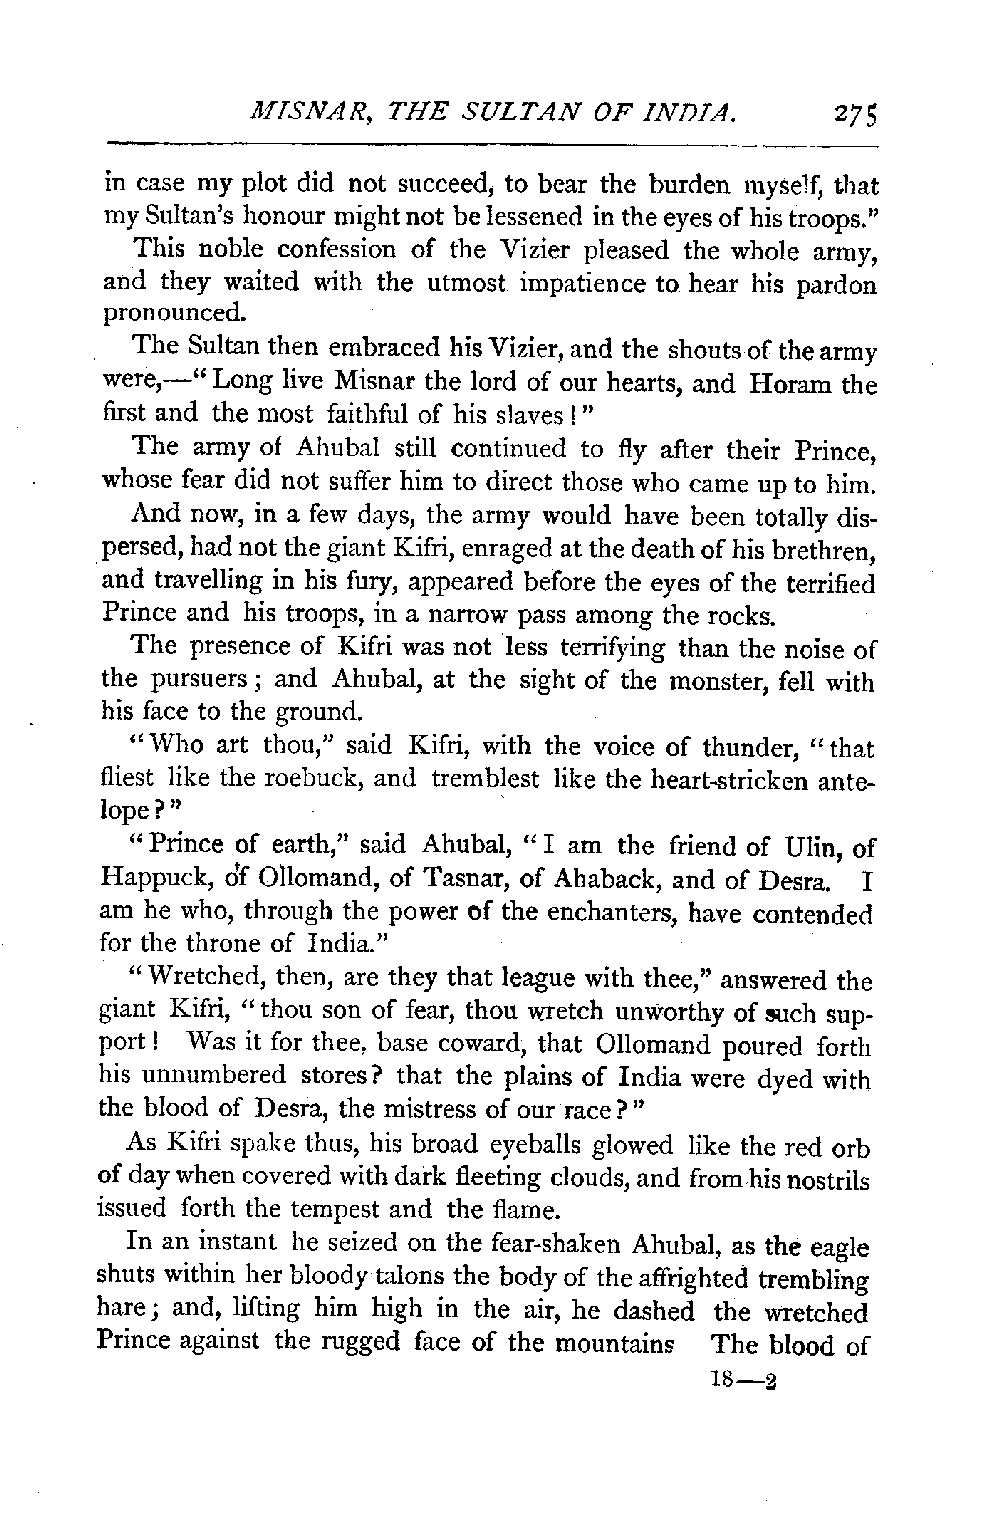 MISNAR, THE SULTAN OF INDIA. 275
in case my plot did not succeed, to bear the burden myself, that
my Sultan's honour might not be lessened in the eyes of his troops."
This noble confession of the Vizier pleased the whole army,
and they waited with the utmost impatience to hear his pardon
pronounced.
The Sultan then embraced his Vizier, and the shouts of the army
were,—"Long live Misnar the lord of our hearts, and Horam the
first and the most faithful of his slaves!"
The army of Ahubal still continued to fly after their Prince,
whose fear did not suffer him to direct those who came up to him.
And now, in a few days, the army would have been totally dis-
persed, had not the giant Kifri, enraged at the death of his brethren,
and travelling in his fury, appeared before the eyes of the terrified
Prince and his troops, in a narrow pass among the rocks.
The presence of Kifri was not less terrifying than the noise of
the pursuers; and Ahubal, at the sight of the monster, fell with
his face to the ground.
"Who art thou," said Kifri, with the voice of thunder, "that
fliest like the roebuck, and tremblest like the heart-stricken ante-
lope?"
"Prince of earth," said Ahubal, "I am the friend of Ulin, of
Happuck, of Ollomand, of Tasnar, of Ahaback, and of Desra. I
am he who, through the power of the enchanters, have contended
for the throne of India."
"Wretched, then, are they that league with thee," answered the
giant Kifri, "thou son of fear, thou wretch unworthy of such sup-
port! Was it for thee, base coward, that Ollomand poured forth
his unnumbered stores? that the plains of India were dyed with
the blood of Desra, the mistress of our race?"
As Kifri spake thus, his broad eyeballs glowed like the red orb
of day when covered with dark fleeting clouds, and from his nostrils
issued forth the tempest and the flame.
In an instant he seized on the fear-shaken Ahubal, as the eagle
shuts within her bloody talons the body of the affrighted trembling
hare; and, lifting him high in the air, he dashed the wretched
Prince against the rugged face of the mountains The blood of
18—2